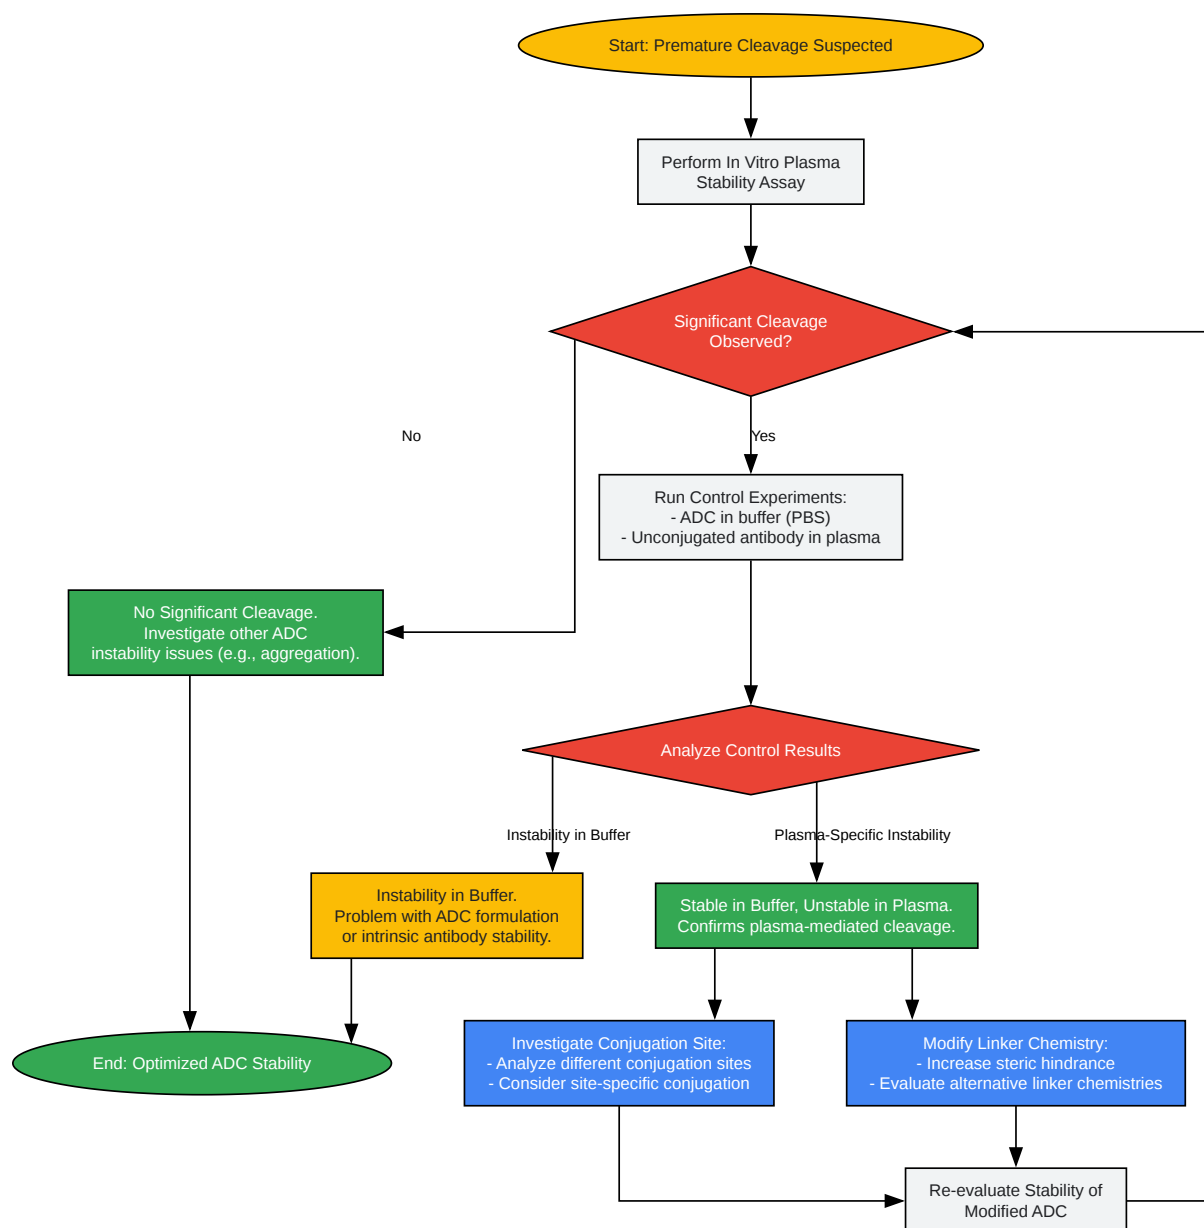 Start: Premature Cleavage Suspected
Perform In Vitro Plasma
Stability Assay
Significant Cleavage
Observed?
No
Yes
Run Control Experiments:
- ADC in buffer (PBS)
- Unconjugated antibody in plasma
No Significant Cleavage.
Investigate other ADC
instability issues (e.g., aggregation).
Analyze Control Results
Instability in Buffer
Plasma-Specific Instability
Instability in Buffer.
Problem with ADC formulation
or intrinsic antibody stability.
Stable in Buffer, Unstable in Plasma.
Confirms plasma-mediated cleavage.
End: Optimized ADC Stability
Investigate Conjugation Site:
- Analyze different conjugation sites
- Consider site-specific conjugation
Modify Linker Chemistry:
- Increase steric hindrance
- Evaluate alternative linker chemistries
Re-evaluate Stability of
Modified ADC